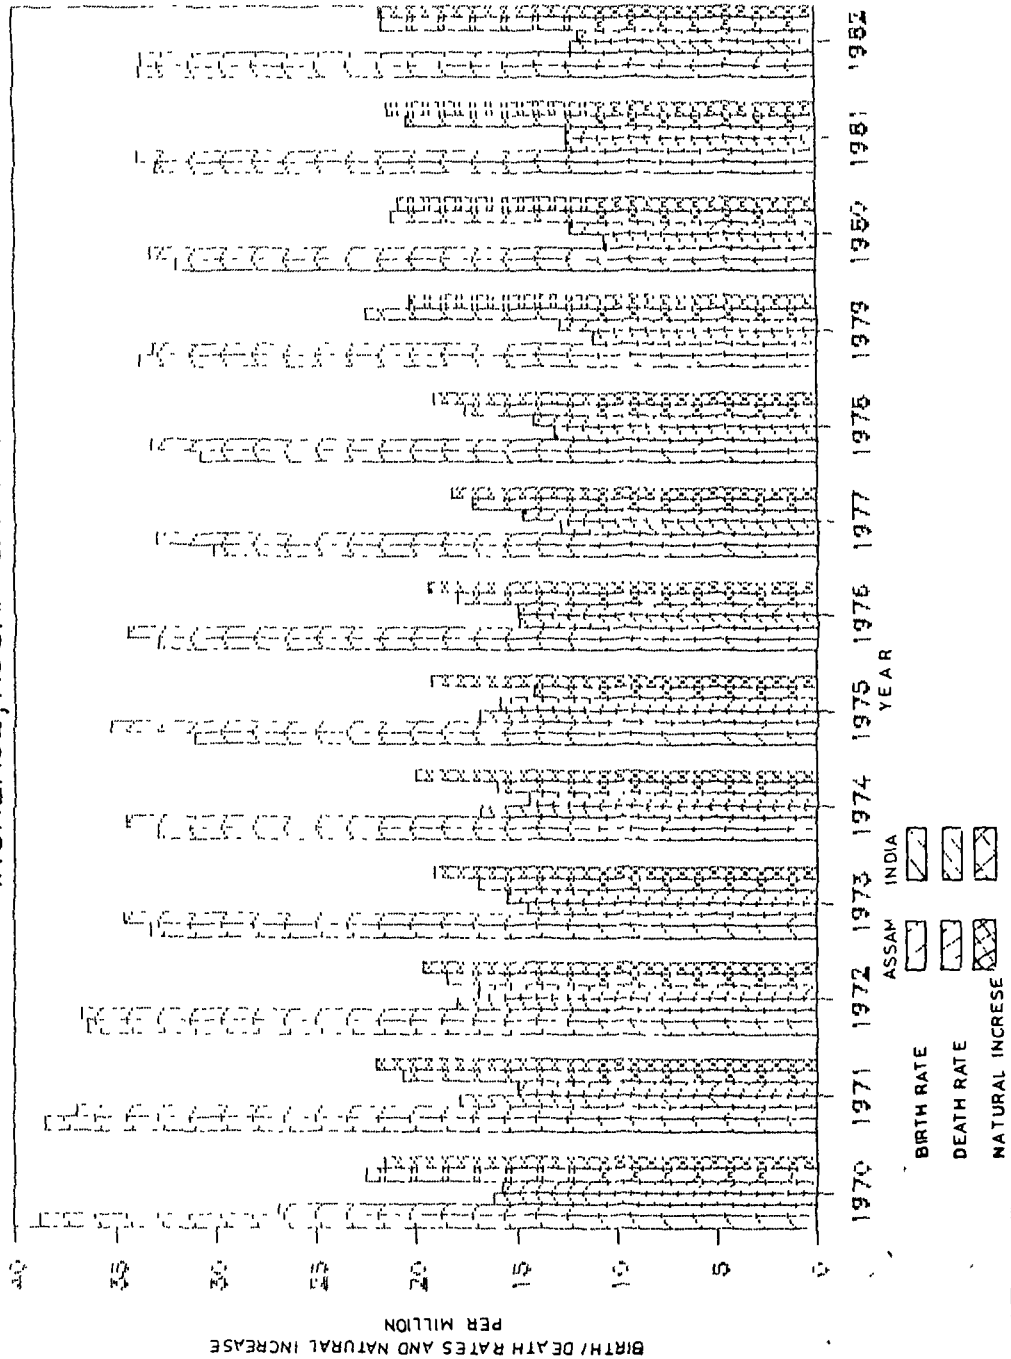 BIRTH/DEATH RATES AND NATURAL INCREASE
PER MILLION
40
35
30
25
20
15
10
5
0
1970 1971 1972 1973 1974 1975 1976 1977 1978 1979 1980 1981 1982
YEAR
ASSAM INDIA
BIRTH RATE
DEATH RATE
NATURAL INCRESE